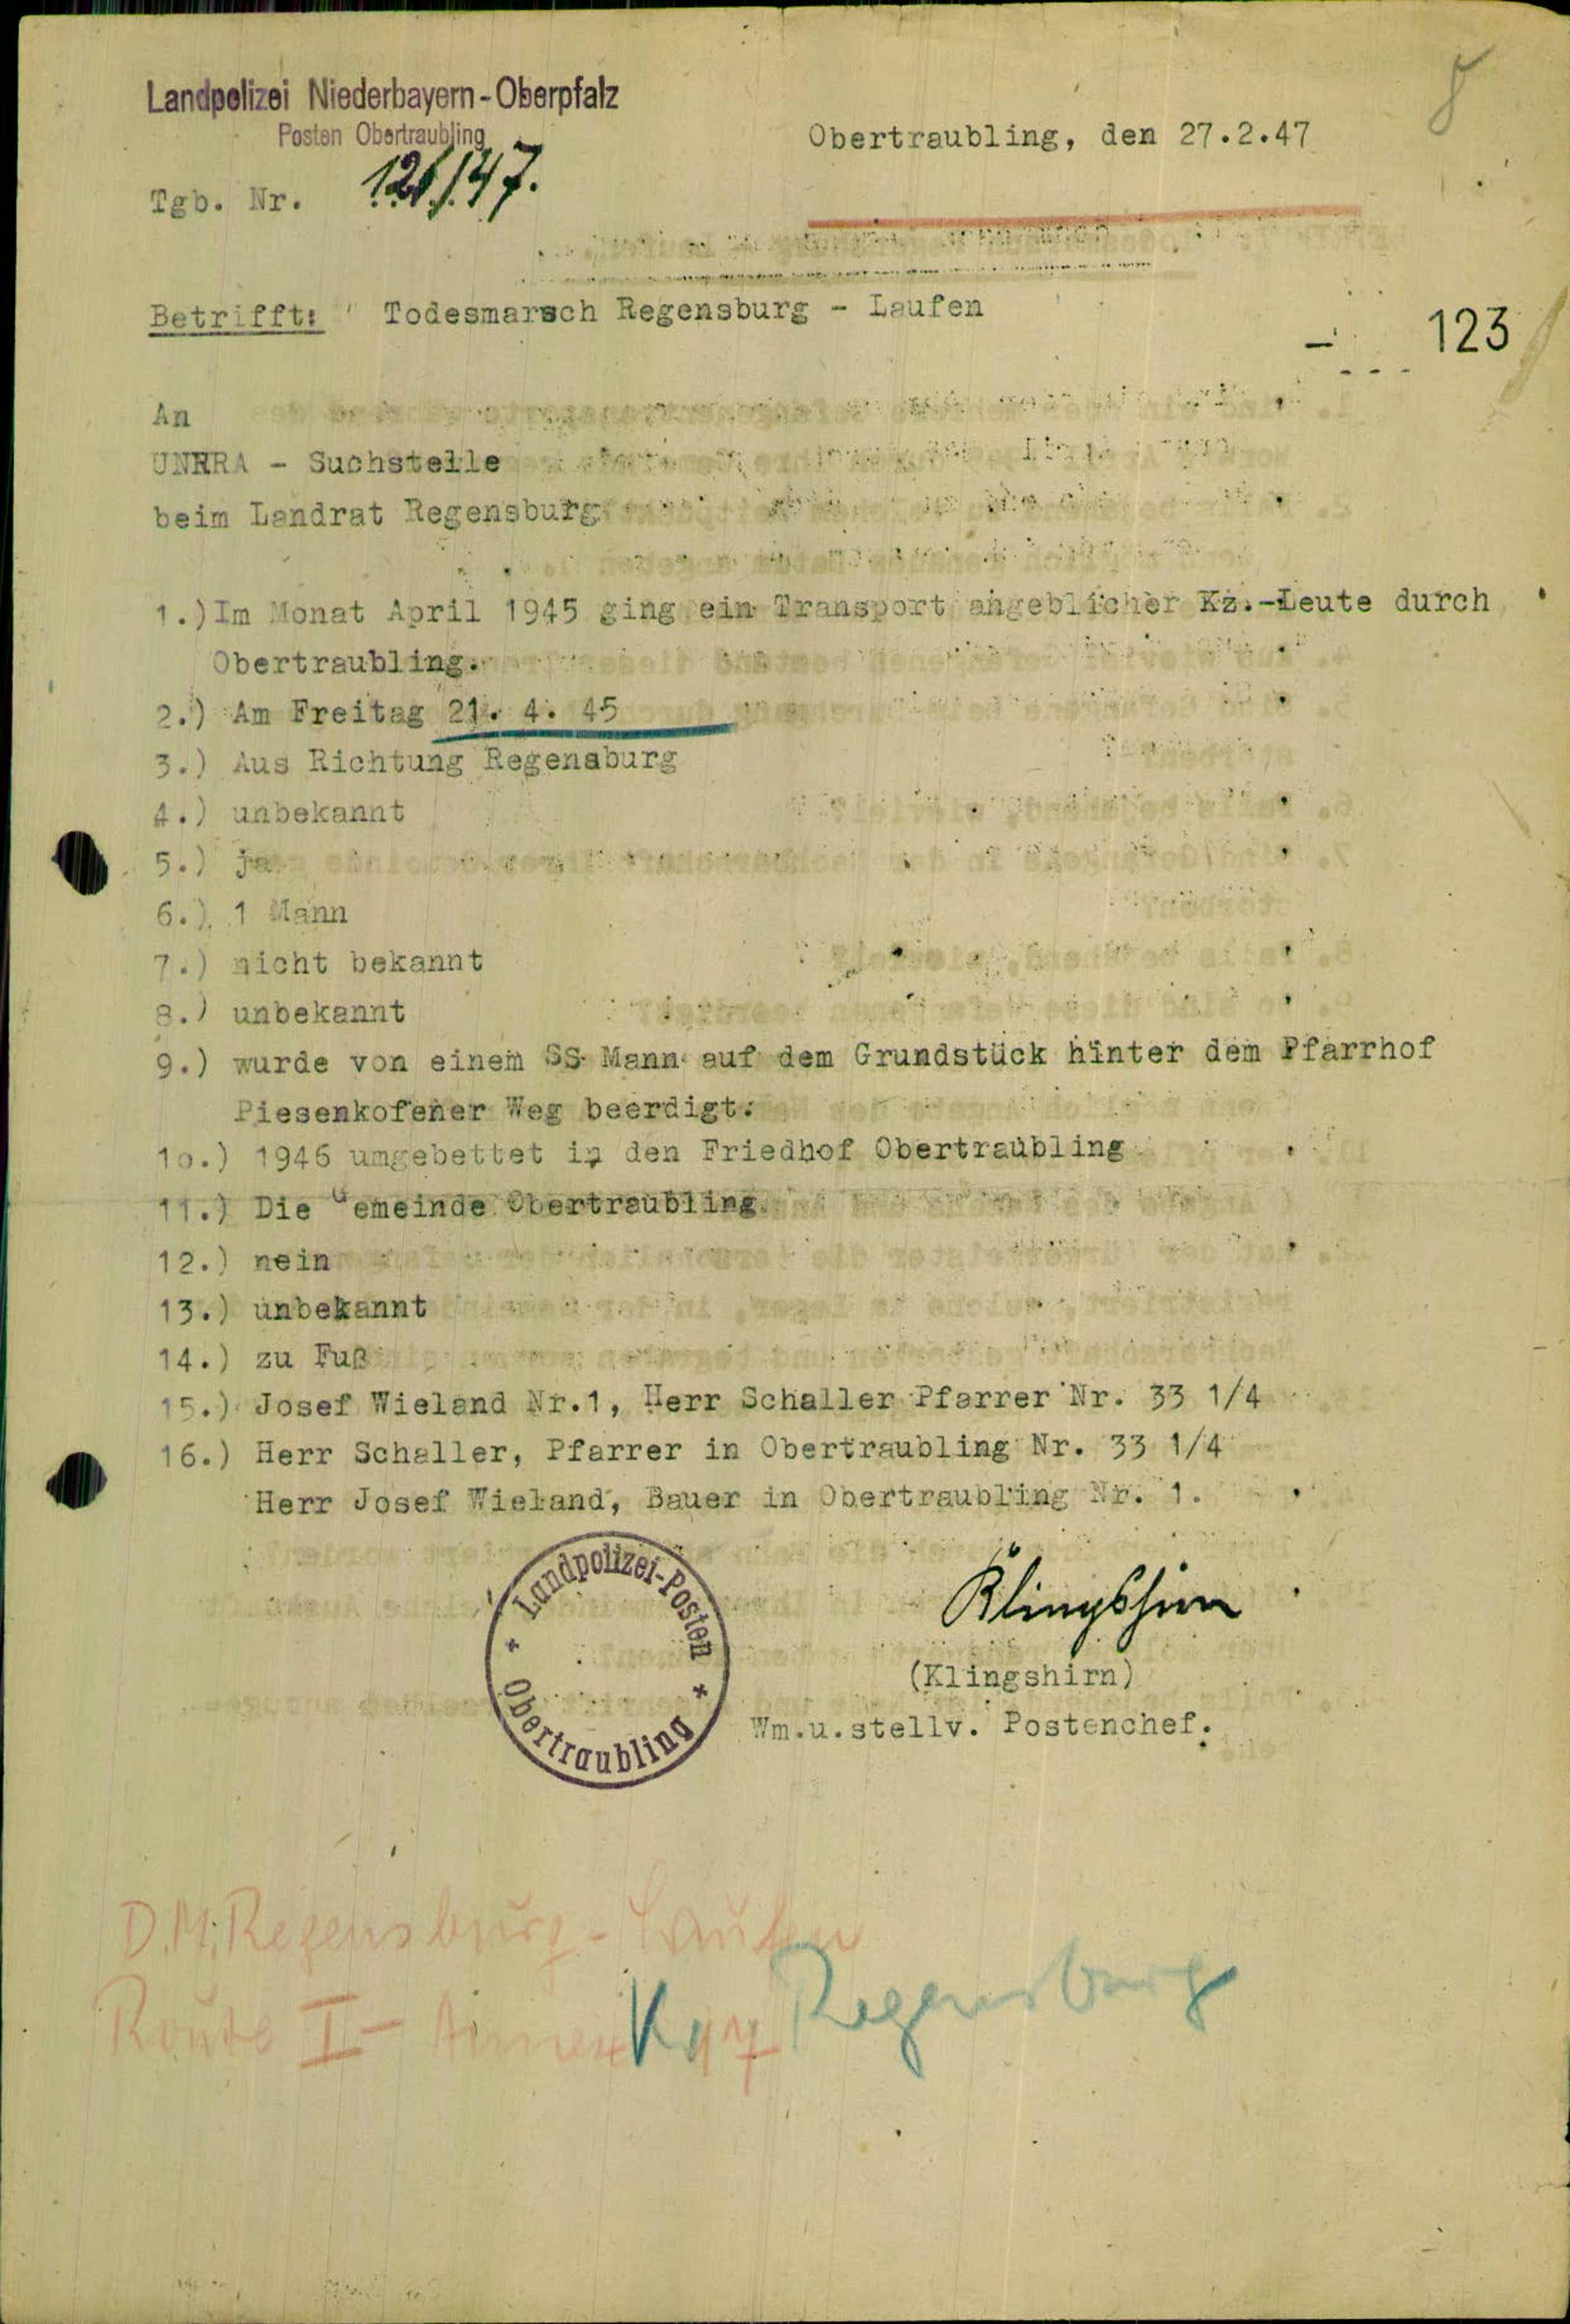 8
Landpolizei Niederbayern-Oberpfalz
Posten Obertraubling
Obertraubling, den 27.2.47
Tgb. Nr. 126/47.
Betrifft: Todesmarsch Regensburg - Laufen
123
An
UNRRA - Suchstelle
beim Landrat Regensburg
1.) Im Monat April 1945 ging ein Transport angeblicher Kz.-Leute durch
Obertraubling.
2.) Am Freitag 21. 4. 45
3.) Aus Richtung Regensburg
4.) unbekannt
5.) ja
6.) 1 Mann
7.) nicht bekannt
8.) unbekannt
9.) wurde von einem SS Mann auf dem Grundstück hinter dem Pfarrhof
Piesenkofener Weg beerdigt.
1o.) 1946 umgebettet in den Friedhof Obertraubling
11.) Die Gemeinde Obertraubling.
12.) nein
13.) unbekannt
14.) zu Fuß
15.) Josef Wieland Nr.1, Herr Schaller Pfarrer Nr. 33 1/4
16.) Herr Schaller, Pfarrer in Obertraubling Nr. 33 1/4
Herr Josef Wieland, Bauer in Obertraubling Nr. 1.
Landpolizei-Posten
Obertraubling
Klingshirn
(Klingshirn)
Wm.u.stellv. Postenchef.
D.M. Regensburg - Laufen
Route I - Annex
Regensburg